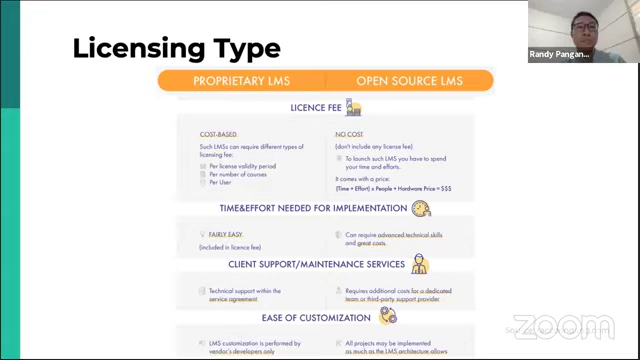 Licensing Type
Randy Pangan...
PROPRIETARY LMS
OPEN SOURCE LMS
LICENCE FEE
COST-BASED
Such LMSs can require different types of
licensing fee:
Per license validity period
Per number of courses
Per User
NO COST
(don't include any license fee)
To launch such LMS you have to spend
your time and efforts.
It comes with a price:
(Time + Effort) x People + Hardware Price = $$$
TIME&EFFORT NEEDED FOR IMPLEMENTATION
FAIRLY EASY
(included in licence fee)
Can require advanced technical skills
and great costs.
CLIENT SUPPORT/MAINTENANCE SERVICES
Technical support within the
service agreement
Requires additional costs for a dedicated
team or third-party support provider
EASE OF CUSTOMIZATION
LMS customization is performed by
vendor's developers only
All projects may be implemented
as much as the LMS architecture allows
zoom